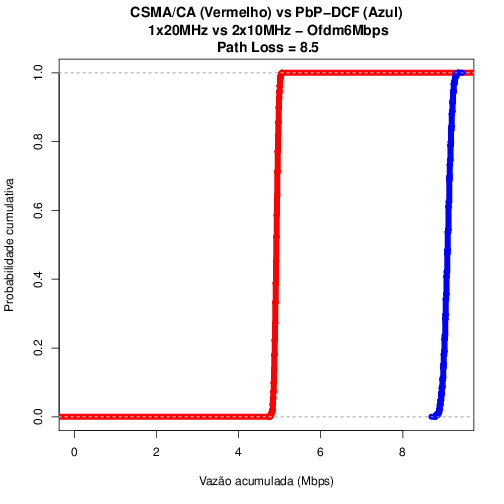 CSMA/CA (Vermelho) vs PbP−DCF (Azul)
1x20MHz vs 2x10MHz − Ofdm6Mbps
Path Loss = 8.5
Probabilidade cumulativa
1.0
0.8
0.6
0.4
0.2
0.0
0 2 4 6 8
Vazão acumulada (Mbps)